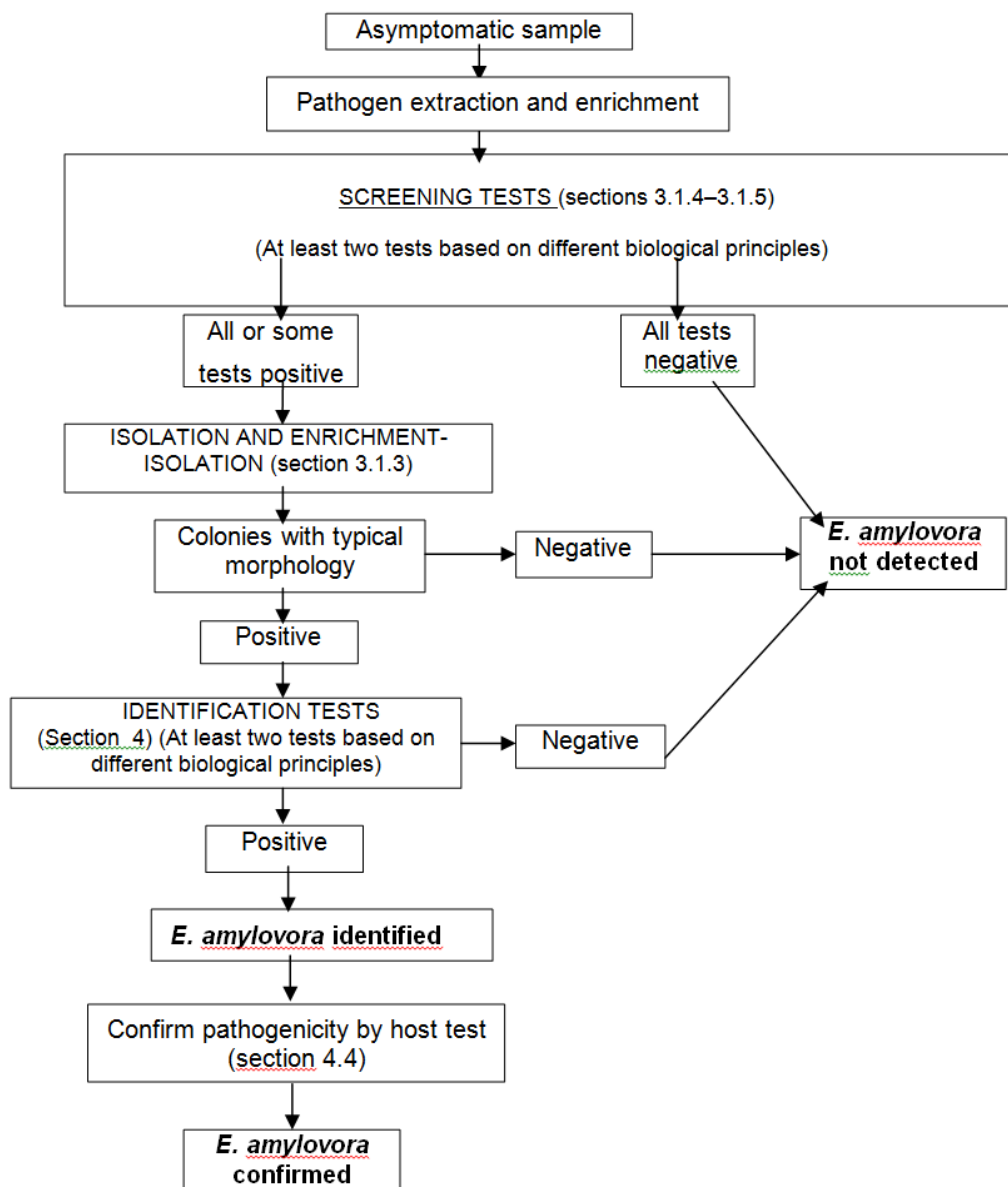 Asymptomatic sample
Pathogen extraction and enrichment
SCREENING TESTS (sections 3.1.4–3.1.5)
(At least two tests based on different biological principles)
All or some
tests positive
All tests
negative
ISOLATION AND ENRICHMENT-
ISOLATION (section 3.1.3)
Colonies with typical
morphology
Negative
E. amylovora
not detected
Positive
IDENTIFICATION TESTS
(Section 4) (At least two tests based on
different biological principles)
Negative
Positive
E. amylovora identified
Confirm pathogenicity by host test
(section 4.4)
E. amylovora
confirmed